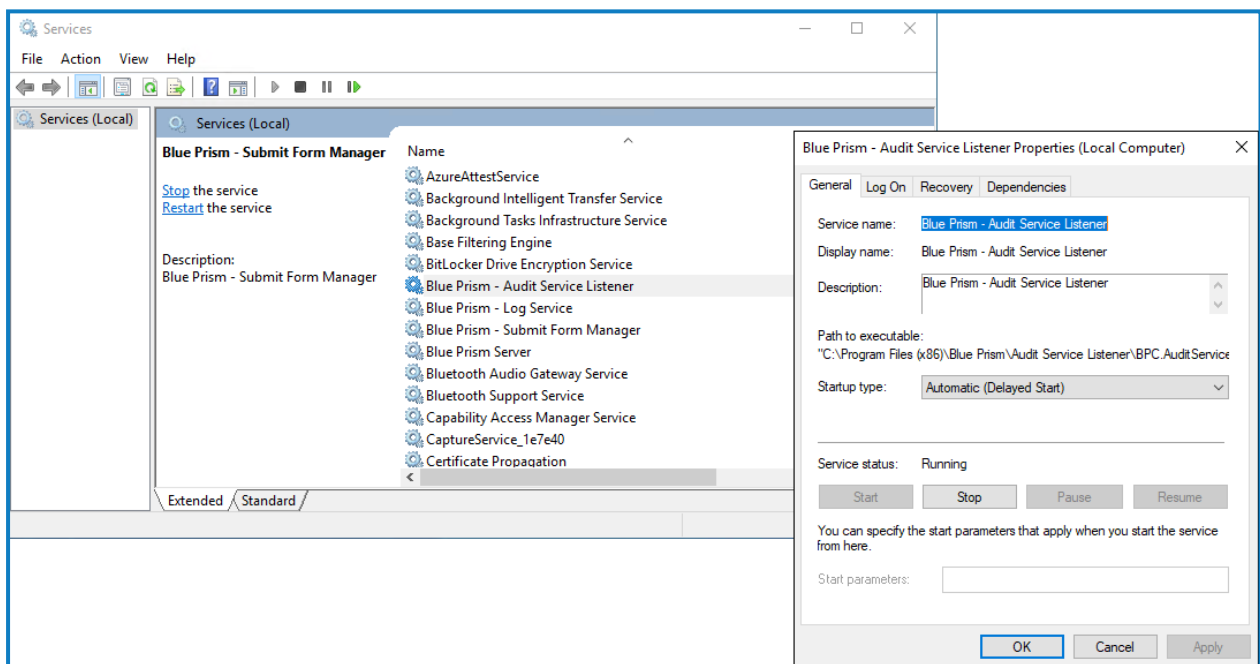 Services
File Action View Help
Services (Local)
Services (Local)
Blue Prism - Submit Form Manager
Stop the service
Restart the service
Description:
Blue Prism - Submit Form Manager
Name
AzureAttestService
Background Intelligent Transfer Service
Background Tasks Infrastructure Service
Base Filtering Engine
BitLocker Drive Encryption Service
Blue Prism - Audit Service Listener
Blue Prism - Log Service
Blue Prism - Submit Form Manager
Blue Prism Server
Bluetooth Audio Gateway Service
Bluetooth Support Service
Capability Access Manager Service
CaptureService_1e7e40
Certificate Propagation
Extended Standard
Blue Prism - Audit Service Listener Properties (Local Computer)
General Log On Recovery Dependencies
Service name: Blue Prism - Audit Service Listener
Display name: Blue Prism - Audit Service Listener
Description: Blue Prism - Audit Service Listener
Path to executable:
"C:\Program Files (x86)\Blue Prism\Audit Service Listener\BPC.AuditService
Startup type: Automatic (Delayed Start)
Service status: Running
Start Stop Pause Resume
You can specify the start parameters that apply when you start the service
from here.
Start parameters:
OK Cancel Apply